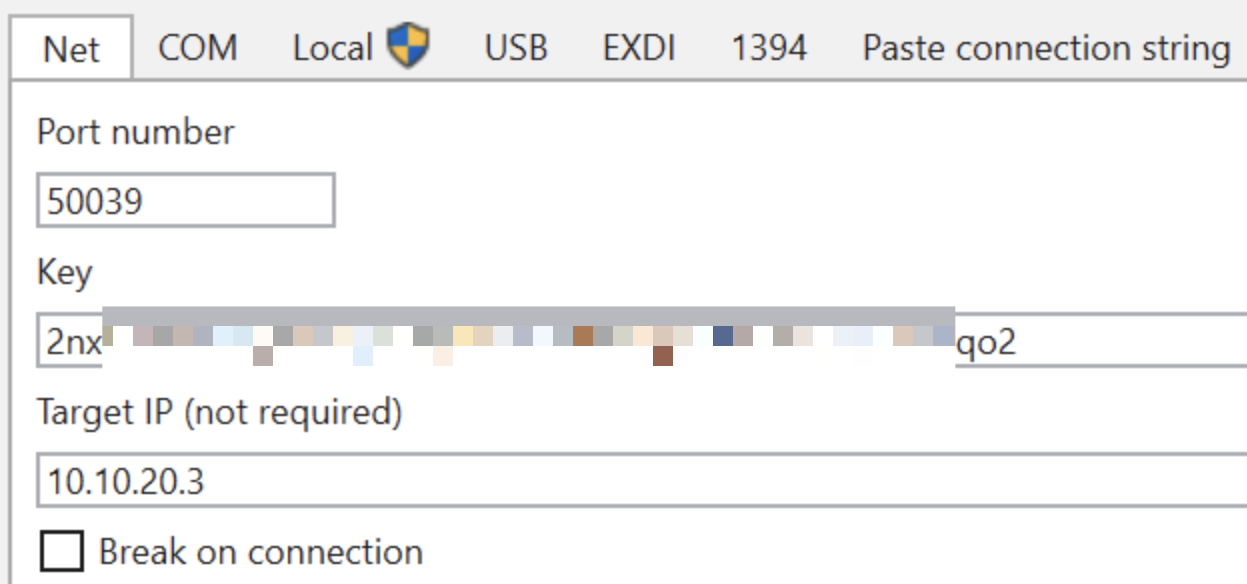 Net COM Local USB EXDI 1394 Paste connection string
Port number
50039
Key
2nx qo2
Target IP (not required)
10.10.20.3
Break on connection